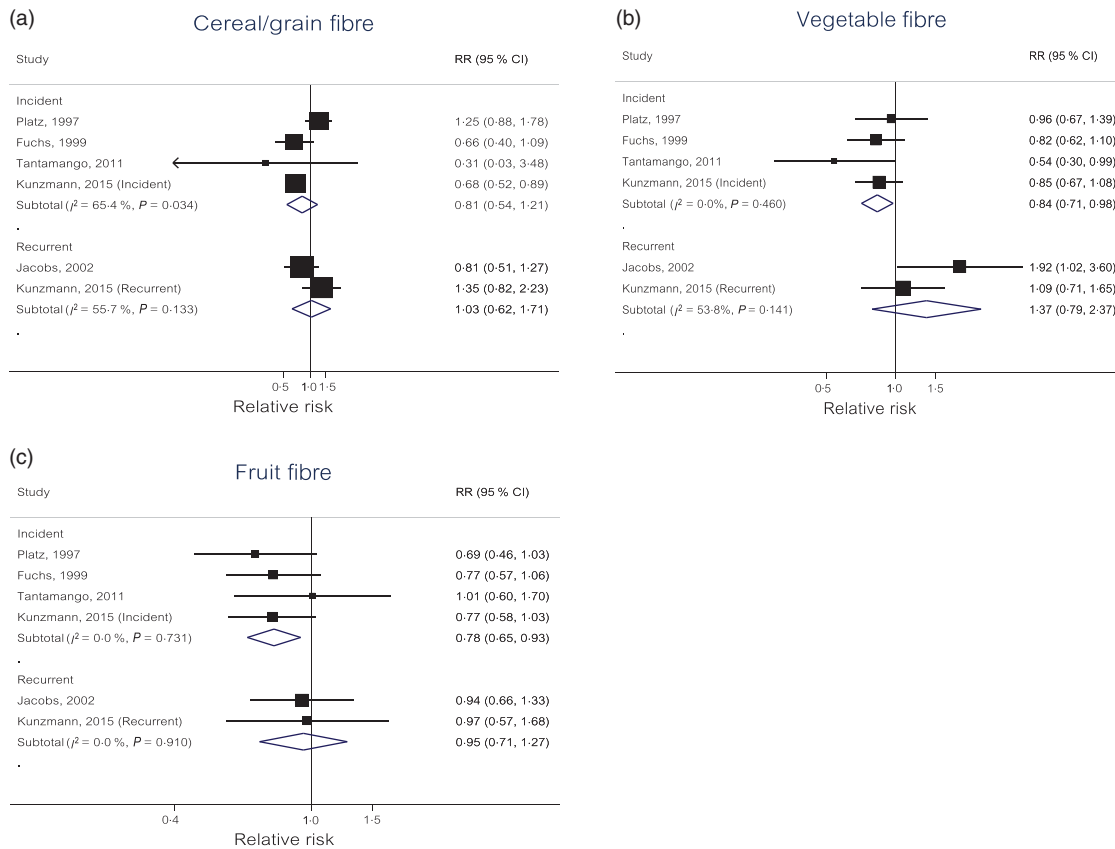 (a)
Cereal/grain fibre
Study RR (95 % CI)
Incident
Platz, 1997 1·25 (0·88, 1·78)
Fuchs, 1999 0·66 (0·40, 1·09)
Tantamango, 2011 0·31 (0·03, 3·48)
Kunzmann, 2015 (Incident) 0·68 (0·52, 0·89)
Subtotal (I² = 65·4 %, P = 0·034) 0·81 (0·54, 1·21)
.
Recurrent
Jacobs, 2002 0·81 (0·51, 1·27)
Kunzmann, 2015 (Recurrent) 1·35 (0·82, 2·23)
Subtotal (I² = 55·7 %, P = 0·133) 1·03 (0·62, 1·71)
.
0·5 1·0 1·5
Relative risk
(b)
Vegetable fibre
Study RR (95 % CI)
Incident
Platz, 1997 0·96 (0·67, 1·39)
Fuchs, 1999 0·82 (0·62, 1·10)
Tantamango, 2011 0·54 (0·30, 0·99)
Kunzmann, 2015 (Incident) 0·85 (0·67, 1·08)
Subtotal (I² = 0·0%, P = 0·460) 0·84 (0·71, 0·98)
.
Recurrent
Jacobs, 2002 1·92 (1·02, 3·60)
Kunzmann, 2015 (Recurrent) 1·09 (0·71, 1·65)
Subtotal (I² = 53·8%, P = 0·141) 1·37 (0·79, 2·37)
.
0·5 1·0 1·5
Relative risk
(c)
Fruit fibre
Study RR (95 % CI)
Incident
Platz, 1997 0·69 (0·46, 1·03)
Fuchs, 1999 0·77 (0·57, 1·06)
Tantamango, 2011 1·01 (0·60, 1·70)
Kunzmann, 2015 (Incident) 0·77 (0·58, 1·03)
Subtotal (I² = 0·0 %, P = 0·731) 0·78 (0·65, 0·93)
.
Recurrent
Jacobs, 2002 0·94 (0·66, 1·33)
Kunzmann, 2015 (Recurrent) 0·97 (0·57, 1·68)
Subtotal (I² = 0·0 %, P = 0·910) 0·95 (0·71, 1·27)
.
0·4 1·0 1·5
Relative risk